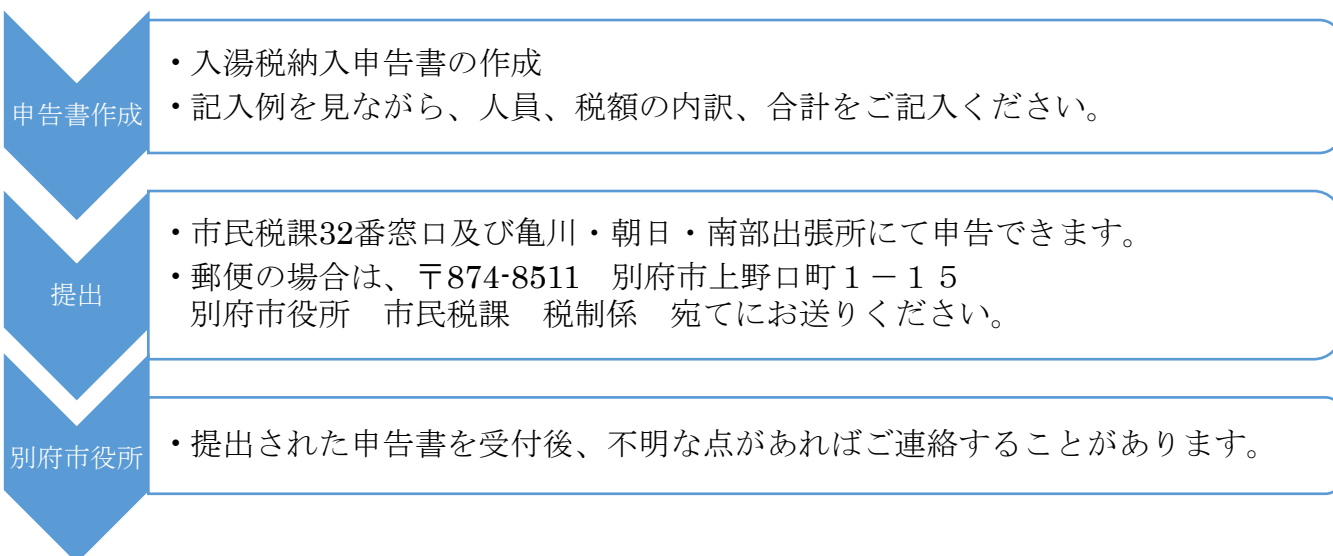 申告書作成
・入湯税納入申告書の作成
・記入例を見ながら、人員、税額の内訳、合計をご記入ください。
提出
・市民税課32番窓口及び亀川・朝日・南部出張所にて申告できます。
・郵便の場合は、〒874-8511　別府市上野口町１－１５
別府市役所　市民税課　税制係　宛てにお送りください。
別府市役所
・提出された申告書を受付後、不明な点があればご連絡することがあります。